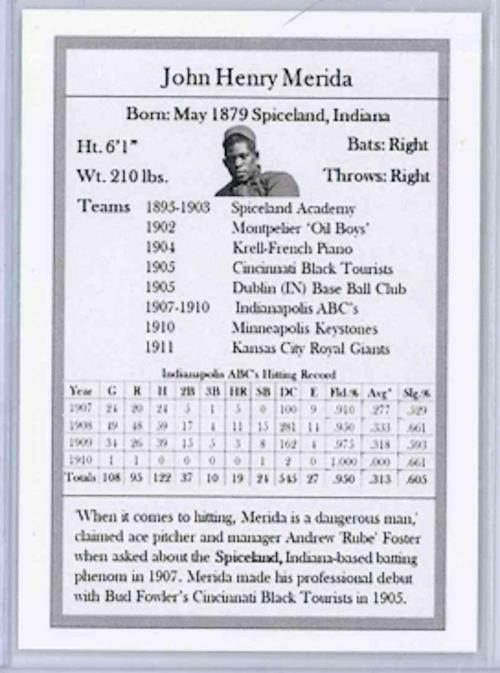 John Henry Merida
Born: May 1879 Spiceland, Indiana
Ht. 6'1" Bats: Right
Wt. 210 lbs. Throws: Right
Teams 1895-1903 Spiceland Academy
1902 Montpelier 'Oil Boys'
1904 Krell-French Piano
1905 Cincinnati Black Tourists
1905 Dublin (IN) Base Ball Club
1907-1910 Indianapolis ABC's
1910 Minneapolis Keystones
1911 Kansas City Royal Giants
Indianapolis ABC's Hitting Record
Year G R H 2B 3B HR SB DC E Fld.% Avg* Slg.%
1907 24 20 24 5 1 5 0 100 9 .910 .277 .529
1908 49 48 59 17 4 11 15 281 14 .950 .333 .661
1909 34 26 39 15 5 3 8 162 4 .975 .318 .593
1910 1 1 0 0 0 0 1 2 0 1.000 .000 .661
Totals 108 95 122 37 10 19 24 545 27 .950 .313 .605
'When it comes to hitting, Merida is a dangerous man,'
claimed ace pitcher and manager Andrew 'Rube' Foster
when asked about the Spiceland, Indiana-based batting
phenom in 1907. Merida made his professional debut
with Bud Fowler's Cincinnati Black Tourists in 1905.